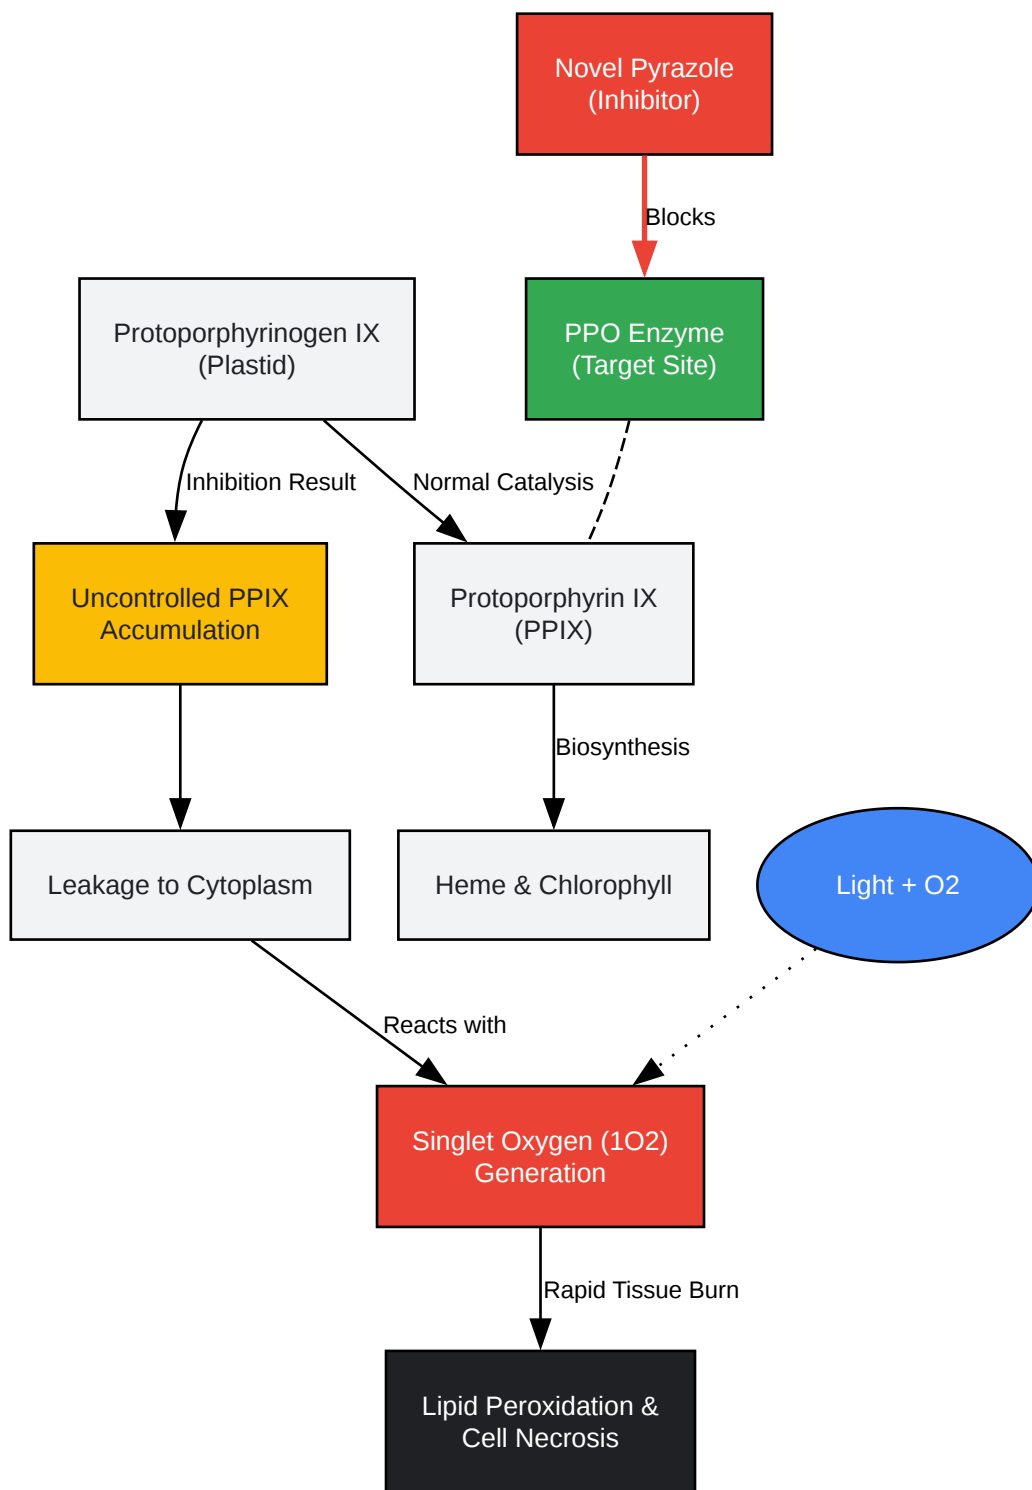 Novel Pyrazole
(Inhibitor)
Blocks
Protoporphyrinogen IX
(Plastid)
PPO Enzyme
(Target Site)
Inhibition Result
Normal Catalysis
Uncontrolled PPIX
Accumulation
Protoporphyrin IX
(PPIX)
Biosynthesis
Leakage to Cytoplasm
Heme & Chlorophyll
Light + O2
Reacts with
Singlet Oxygen (1O2)
Generation
Rapid Tissue Burn
Lipid Peroxidation &
Cell Necrosis